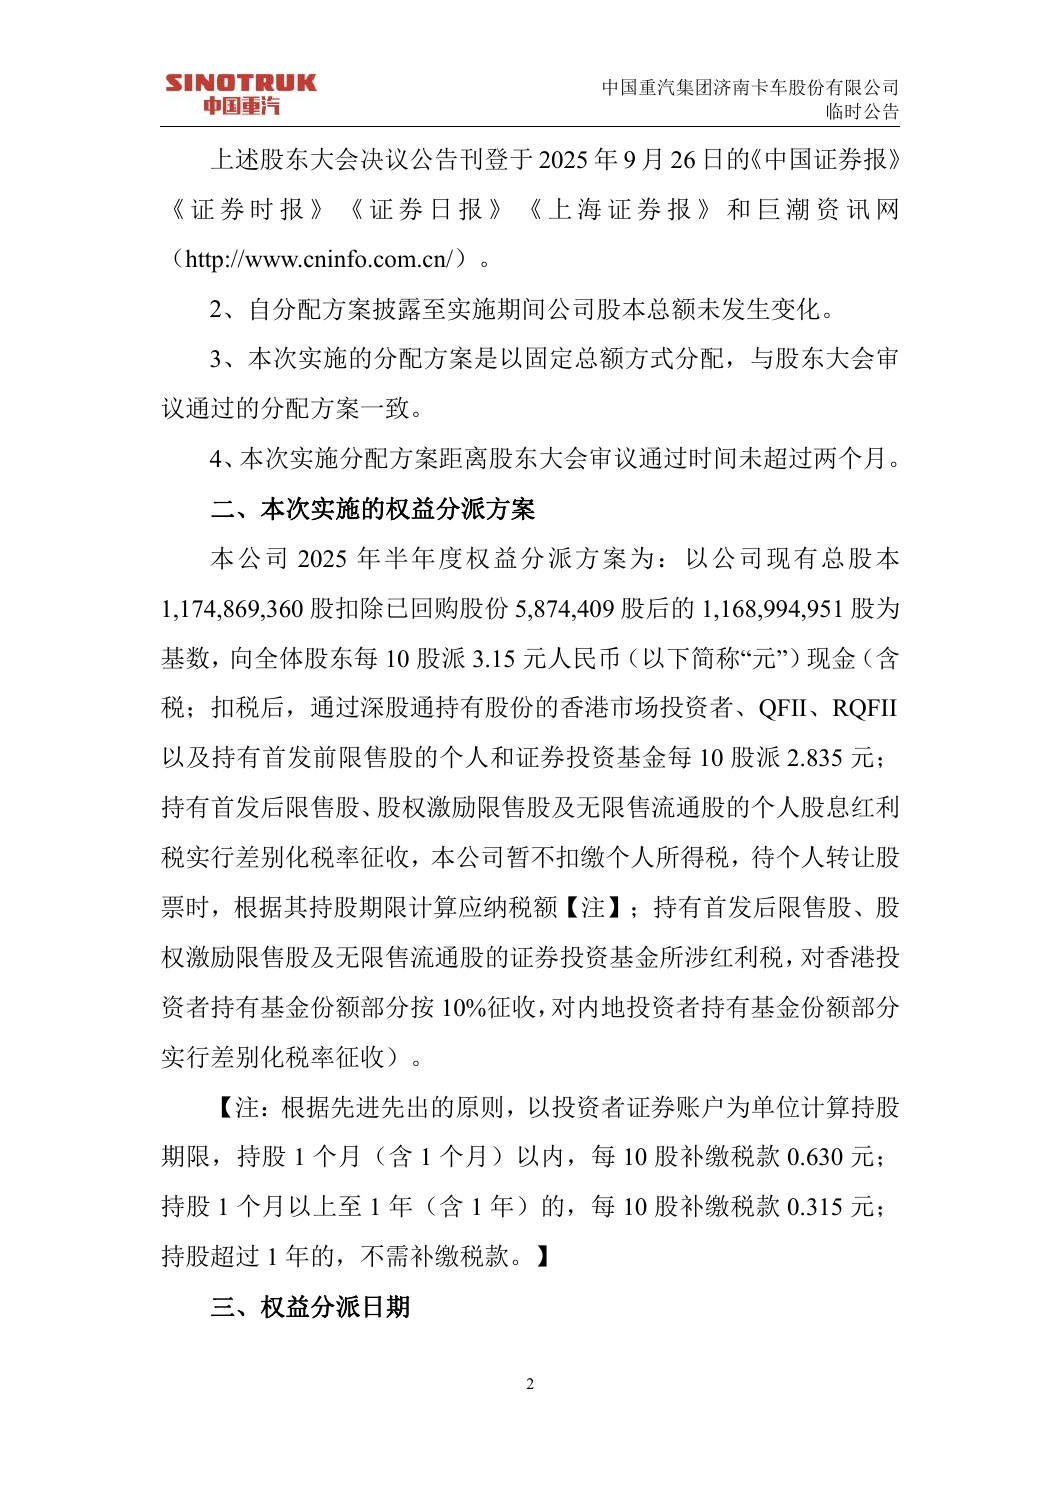 SINOTRUK
中国重汽
中国重汽集团济南卡车股份有限公司
临时公告
上述股东大会决议公告刊登于 2025 年 9 月 26 日的《中国证券报》
《证券时报》《证券日报》《上海证券报》和巨潮资讯网
（http://www.cninfo.com.cn/）。
2、自分配方案披露至实施期间公司股本总额未发生变化。
3、本次实施的分配方案是以固定总额方式分配，与股东大会审
议通过的分配方案一致。
4、本次实施分配方案距离股东大会审议通过时间未超过两个月。
二、本次实施的权益分派方案
本公司 2025 年半年度权益分派方案为：以公司现有总股本
1,174,869,360 股扣除已回购股份 5,874,409 股后的 1,168,994,951 股为
基数，向全体股东每 10 股派 3.15 元人民币（以下简称“元”）现金（含
税；扣税后，通过深股通持有股份的香港市场投资者、QFII、RQFII
以及持有首发前限售股的个人和证券投资基金每 10 股派 2.835 元；
持有首发后限售股、股权激励限售股及无限售流通股的个人股息红利
税实行差别化税率征收，本公司暂不扣缴个人所得税，待个人转让股
票时，根据其持股期限计算应纳税额【注】；持有首发后限售股、股
权激励限售股及无限售流通股的证券投资基金所涉红利税，对香港投
资者持有基金份额部分按 10%征收，对内地投资者持有基金份额部分
实行差别化税率征收）。
【注：根据先进先出的原则，以投资者证券账户为单位计算持股
期限，持股 1 个月（含 1 个月）以内，每 10 股补缴税款 0.630 元；
持股 1 个月以上至 1 年（含 1 年）的，每 10 股补缴税款 0.315 元；
持股超过 1 年的，不需补缴税款。】
三、权益分派日期
2